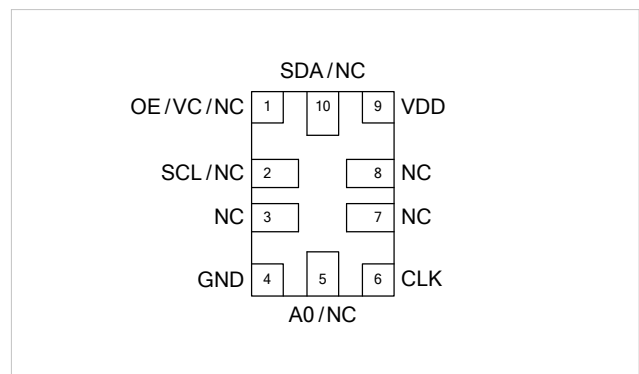 SDA/NC
OE/VC/NC 1 10 9 VDD
SCL/NC 2 8 NC
NC 3 7 NC
GND 4 5 6 CLK
A0/NC